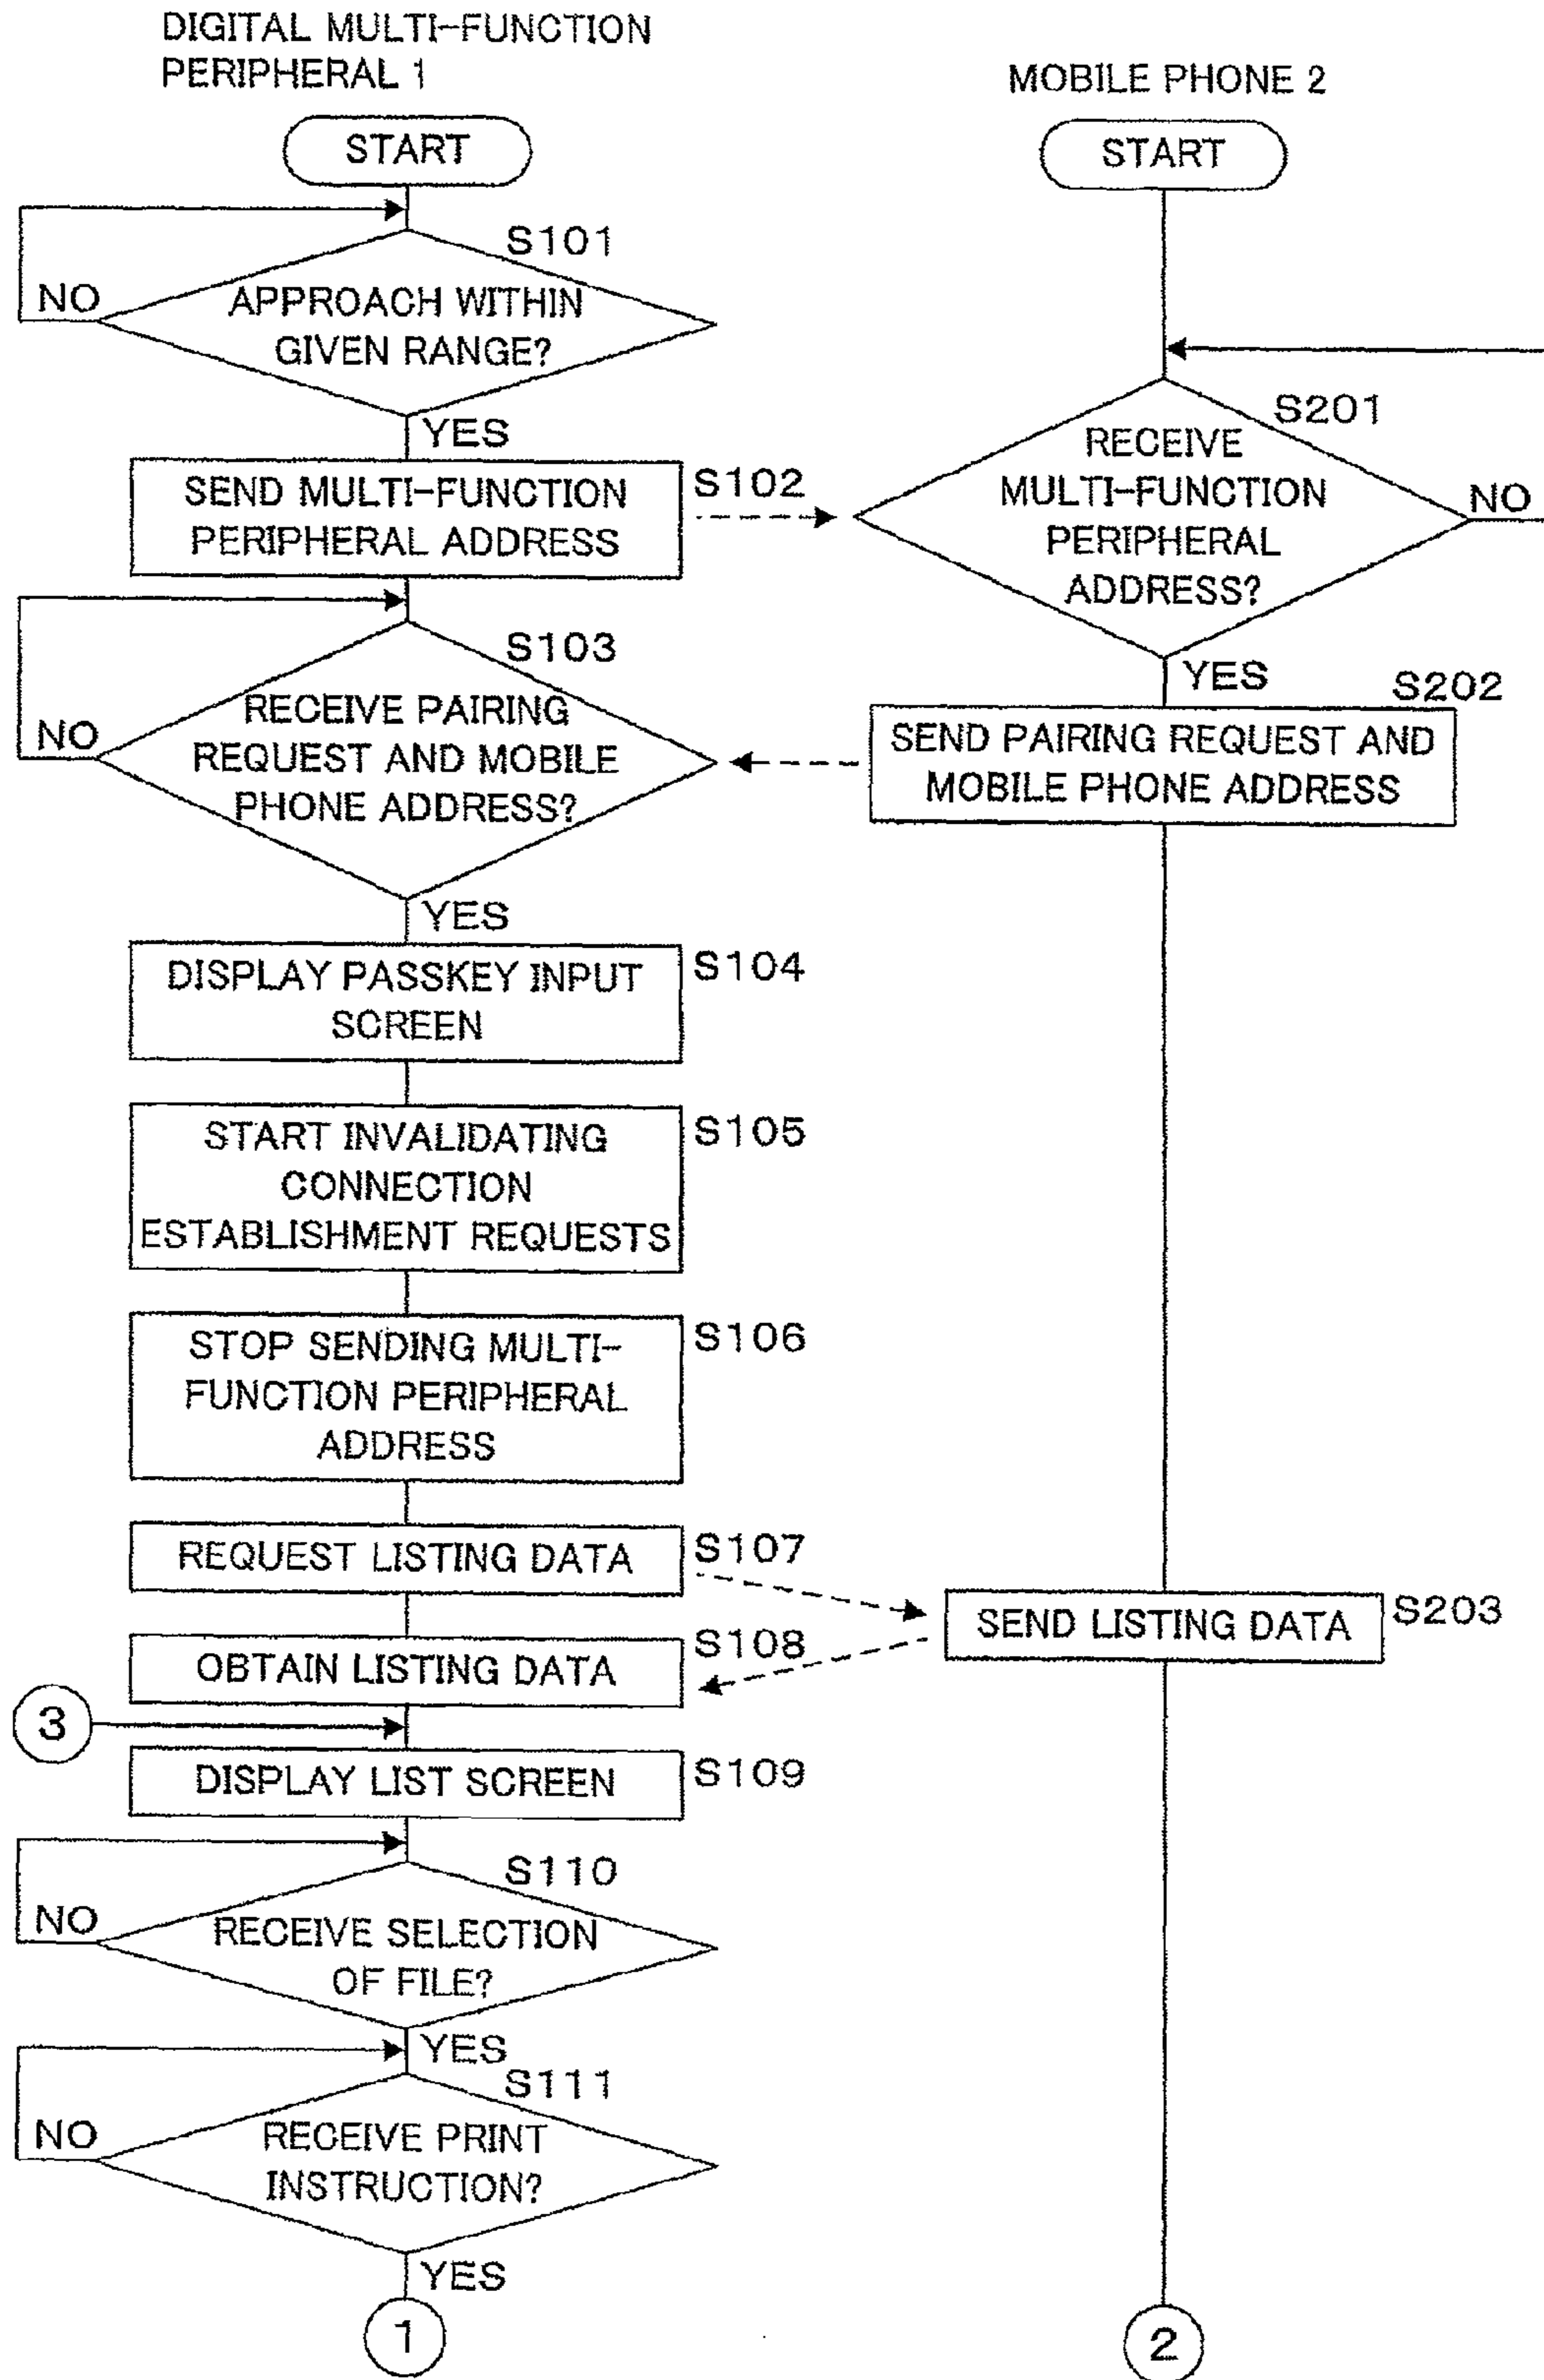 DIGITAL MULTI-FUNCTION
PERIPHERAL 1
START
S101
NO
APPROACH WITHIN
GIVEN RANGE?
YES
SEND MULTI-FUNCTION
PERIPHERAL ADDRESS
S102
S103
NO
RECEIVE PAIRING
REQUEST AND MOBILE
PHONE ADDRESS?
YES
DISPLAY PASSKEY INPUT
SCREEN
S104
START INVALIDATING
CONNECTION
ESTABLISHMENT REQUESTS
S105
STOP SENDING MULTI-
FUNCTION PERIPHERAL
ADDRESS
S106
REQUEST LISTING DATA
S107
OBTAIN LISTING DATA
S108
3
DISPLAY LIST SCREEN
S109
S110
NO
RECEIVE SELECTION
OF FILE?
YES
S111
NO
RECEIVE PRINT
INSTRUCTION?
YES
1
MOBILE PHONE 2
START
S201
RECEIVE
MULTI-FUNCTION
PERIPHERAL
ADDRESS?
NO
YES
S202
SEND PAIRING REQUEST AND
MOBILE PHONE ADDRESS
SEND LISTING DATA
S203
2